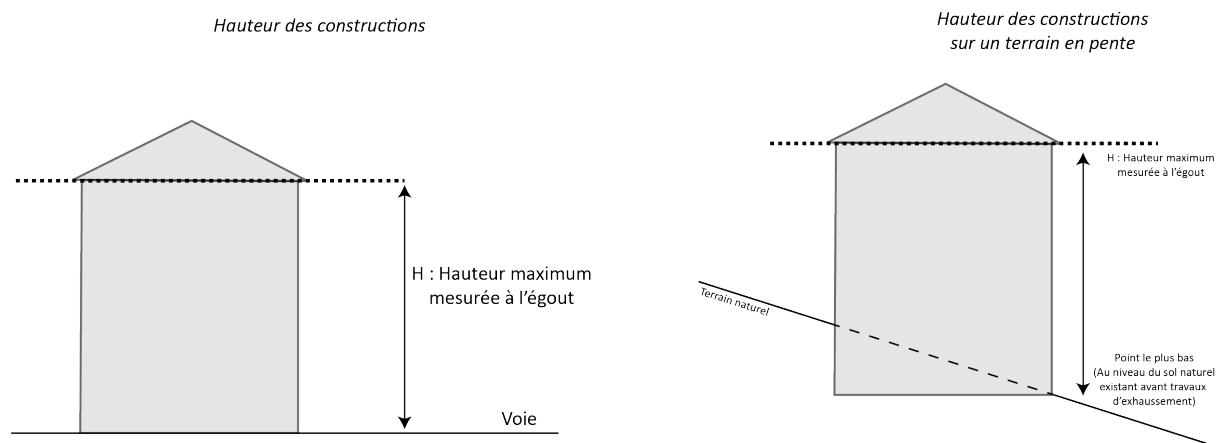 Hauteur des constructions
H : Hauteur maximum
mesurée à l'égout
Voie
Hauteur des constructions
sur un terrain en pente
H : Hauteur maximum
mesurée à l'égout
Terrain naturel
Point le plus bas
(Au niveau du sol naturel
existant avant travaux
d'exhaussement)